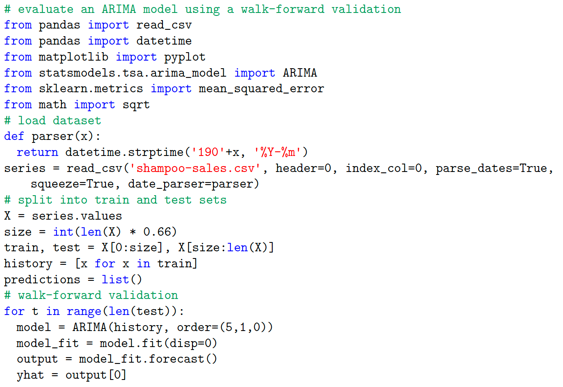 # evaluate an ARIMA model using a walk-forward validation
from pandas import read_csv
from pandas import datetime
from matplotlib import pyplot
from statsmodels.tsa.arima_model import ARIMA
from sklearn.metrics import mean_squared_error
from math import sqrt
# load dataset
def parser(x):
  return datetime.strptime('190'+x, '%Y-%m')
series = read_csv('shampoo-sales.csv', header=0, index_col=0, parse_dates=True,
    squeeze=True, date_parser=parser)
# split into train and test sets
X = series.values
size = int(len(X) * 0.66)
train, test = X[0:size], X[size:len(X)]
history = [x for x in train]
predictions = list()
# walk-forward validation
for t in range(len(test)):
  model = ARIMA(history, order=(5,1,0))
  model_fit = model.fit(disp=0)
  output = model_fit.forecast()
  yhat = output[0]